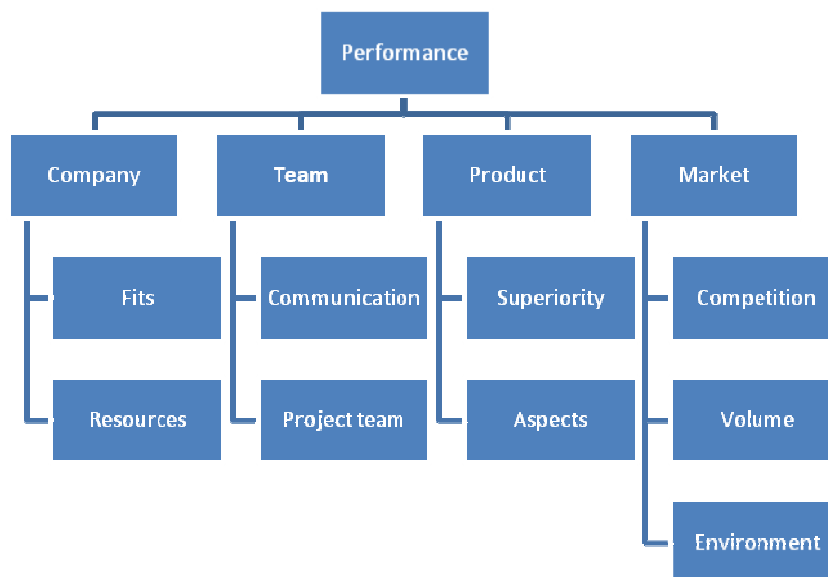 Performance
Company
Team
Product
Market
Fits
Communication
Superiority
Competition
Resources
Project team
Aspects
Volume
Environment